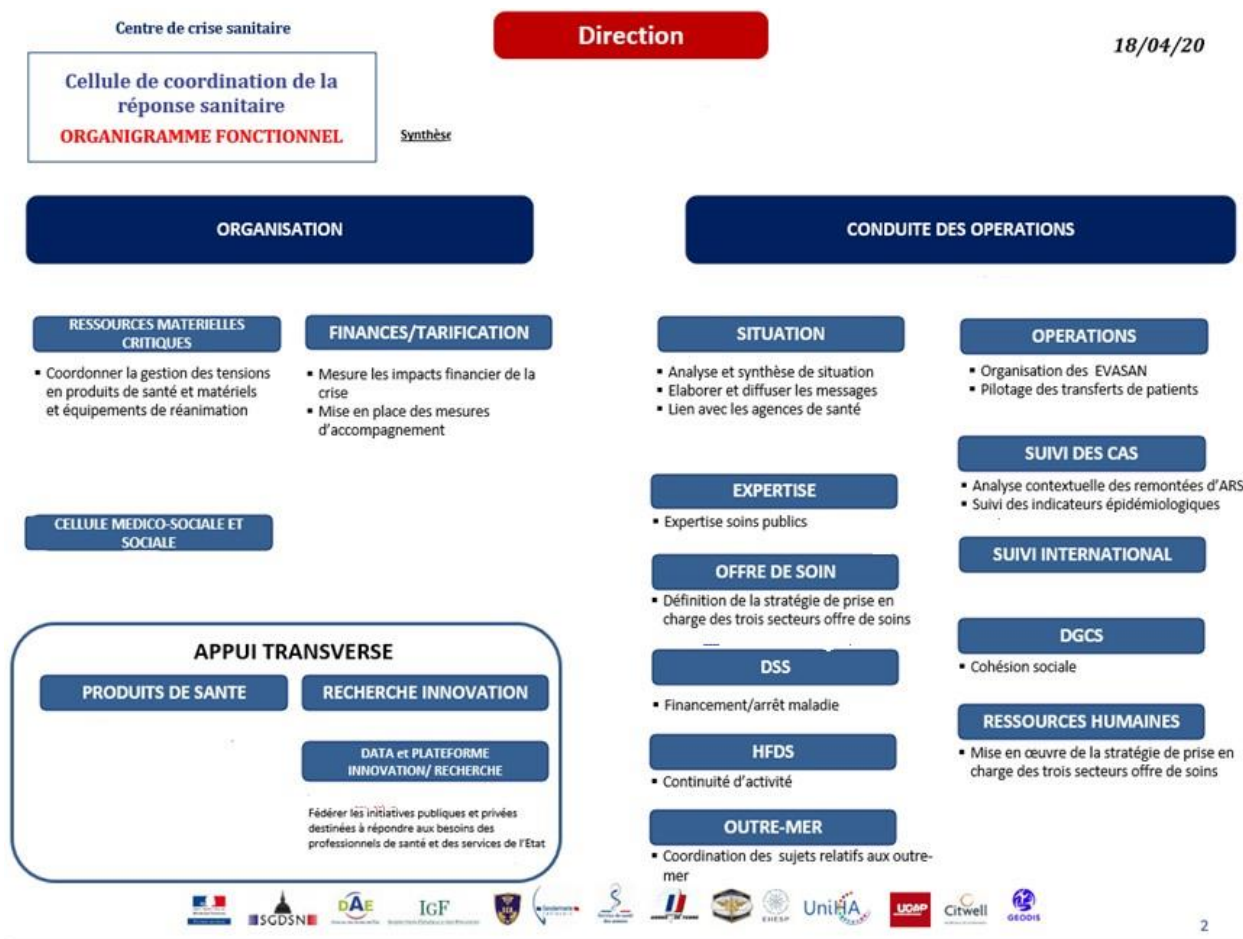 Centre de crise sanitaire
Direction
18/04/20
Cellule de coordination de la
réponse sanitaire
ORGANIGRAMME FONCTIONNEL
Synthèse
ORGANISATION
RESSOURCES MATERIELLES
CRITIQUES
▪ Coordonner la gestion des tensions
en produits de santé et matériels
et équipements de réanimation
FINANCES/TARIFICATION
▪ Mesure les impacts financier de la
crise
▪ Mise en place des mesures
d'accompagnement
CELLULE MEDICO-SOCIALE ET
SOCIALE
APPUI TRANSVERSE
PRODUITS DE SANTE
RECHERCHE INNOVATION
DATA et PLATEFORME
INNOVATION/ RECHERCHE
Fédérer les initiatives publiques et privées
destinées à répondre aux besoins des
professionnels de santé et des services de l'Etat
CONDUITE DES OPERATIONS
SITUATION
▪ Analyse et synthèse de situation
▪ Elaborer et diffuser les messages
▪ Lien avec les agences de santé
EXPERTISE
▪ Expertise soins publics
OFFRE DE SOIN
▪ Définition de la stratégie de prise en
charge des trois secteurs offre de soins
DSS
▪ Financement/arrêt maladie
HFDS
▪ Continuité d'activité
OUTRE-MER
▪ Coordination des sujets relatifs aux outre-
mer
OPERATIONS
▪ Organisation des EVASAN
▪ Pilotage des transferts de patients
SUIVI DES CAS
▪ Analyse contextuelle des remontées d'ARS
▪ Suivi des indicateurs épidémiologiques
SUIVI INTERNATIONAL
DGCS
▪ Cohésion sociale
RESSOURCES HUMAINES
▪ Mise en œuvre de la stratégie de prise en
charge des trois secteurs offre de soins
SGDSN
DAE
IGF
EHESP
UniHA
UGAP
Citwell
GEODIS
2